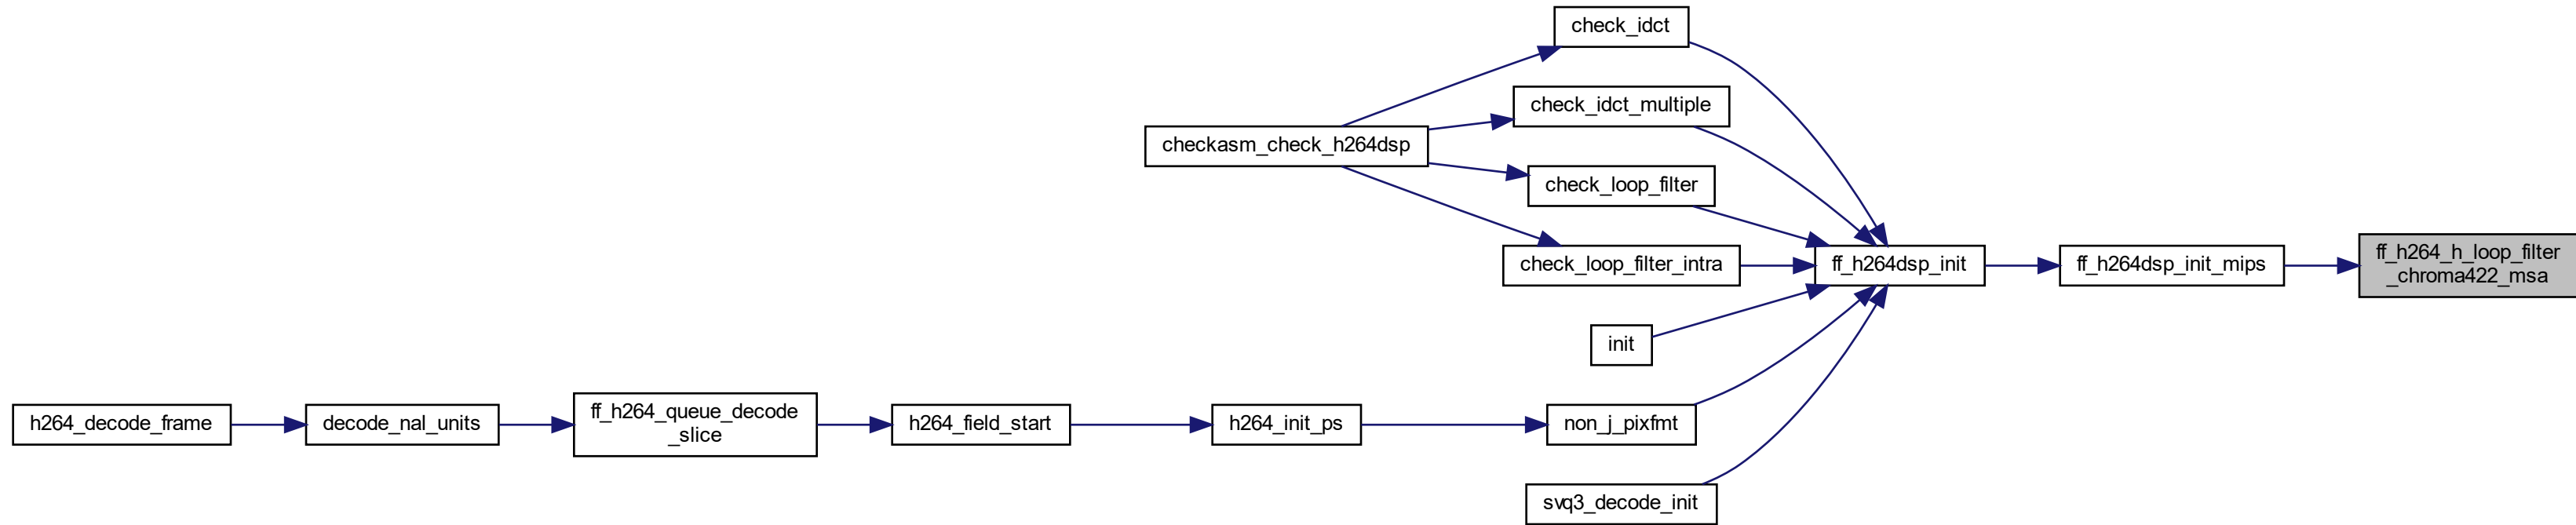 check_idct
check_idct_multiple
checkasm_check_h264dsp
check_loop_filter
check_loop_filter_intra
ff_h264dsp_init
ff_h264dsp_init_mips
ff_h264_h_loop_filter
_chroma422_msa
init
h264_decode_frame
decode_nal_units
ff_h264_queue_decode
_slice
h264_field_start
h264_init_ps
non_j_pixfmt
svq3_decode_init